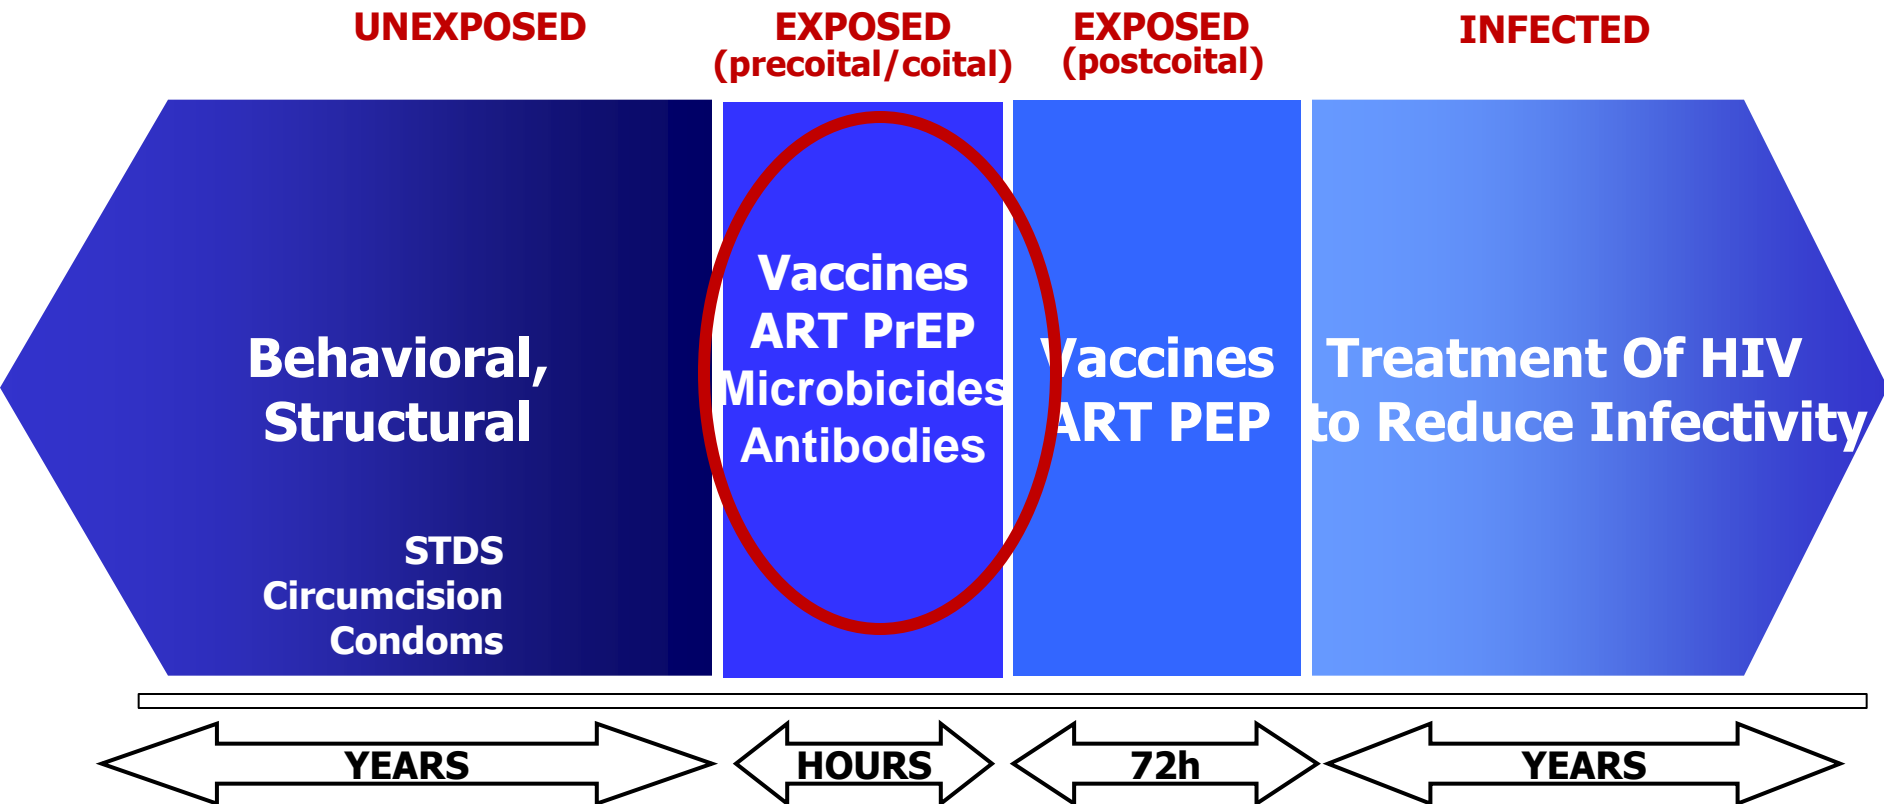 UNEXPOSED
EXPOSED
(precoital/coital)
EXPOSED
(postcoital)
INFECTED
Behavioral,
Structural
STDS
Circumcision
Condoms
Vaccines
ART PrEP
Microbicides
Antibodies
Vaccines
ART PEP
Treatment Of HIV
to Reduce Infectivity
YEARS
HOURS
72h
YEARS